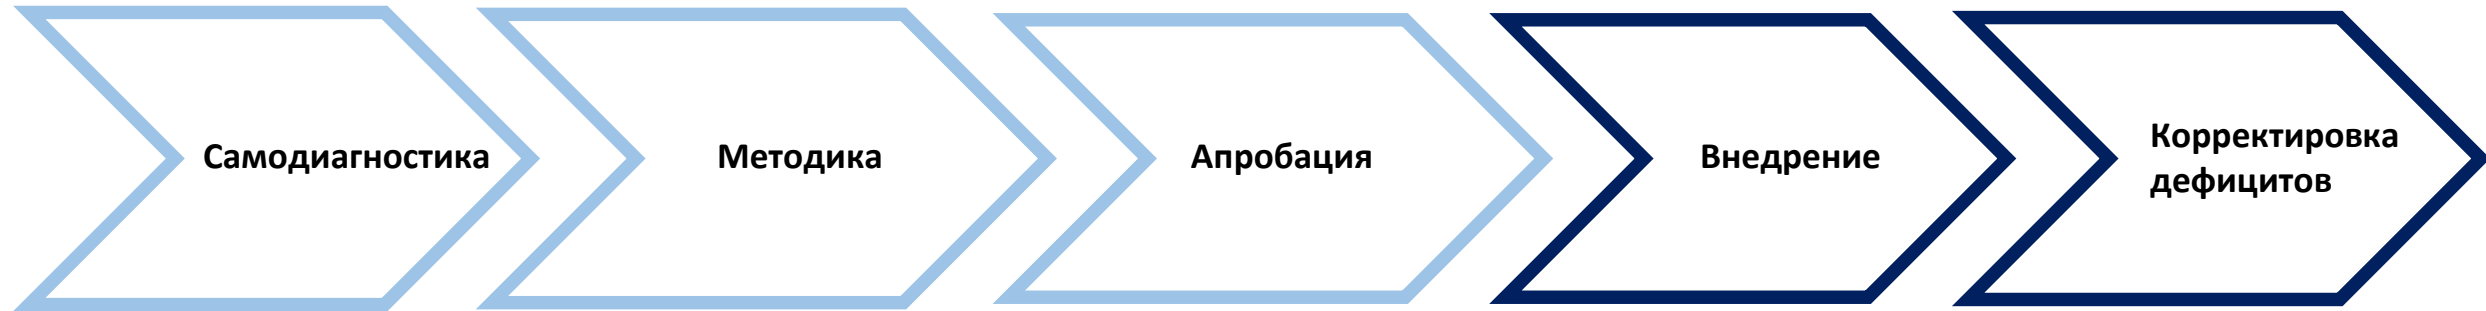 Самодиагностика
Методика
Апробация
Внедрение
Корректировка
дефицитов